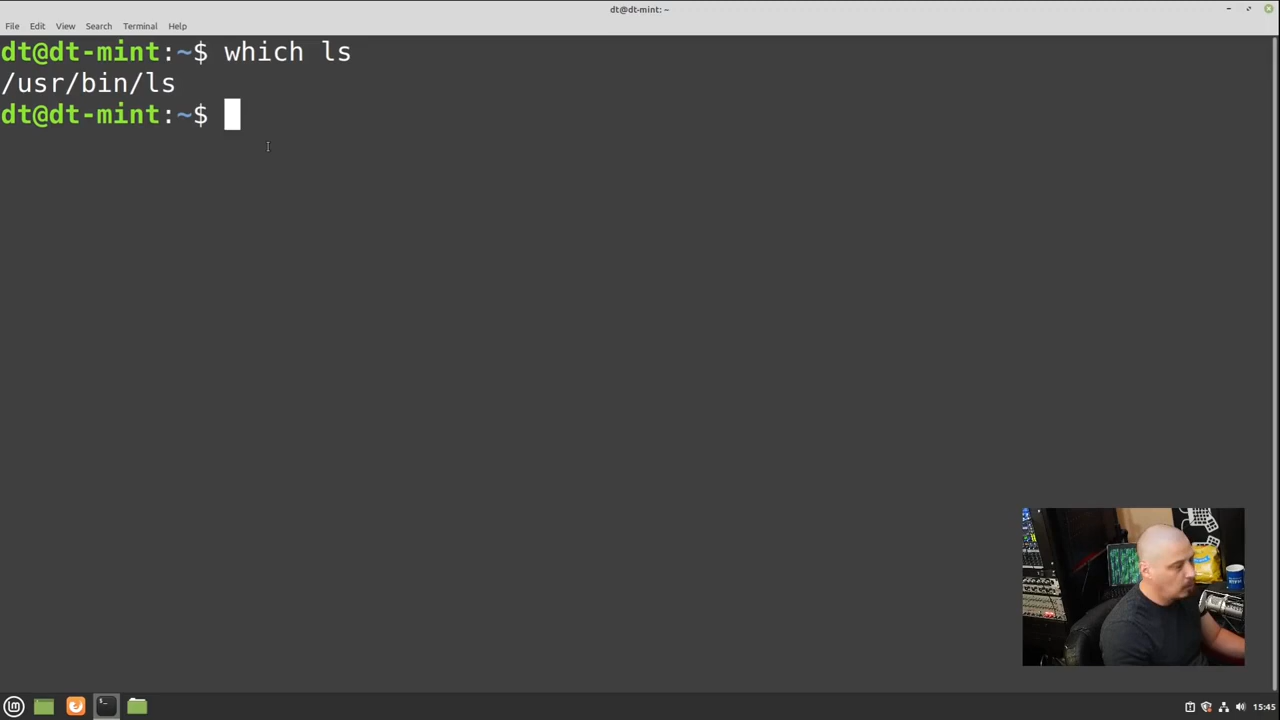 dt@dt-mint: ~
File Edit View Search Terminal Help
dt@dt-mint:~$ which ls
/usr/bin/ls
dt@dt-mint:~$
15:45